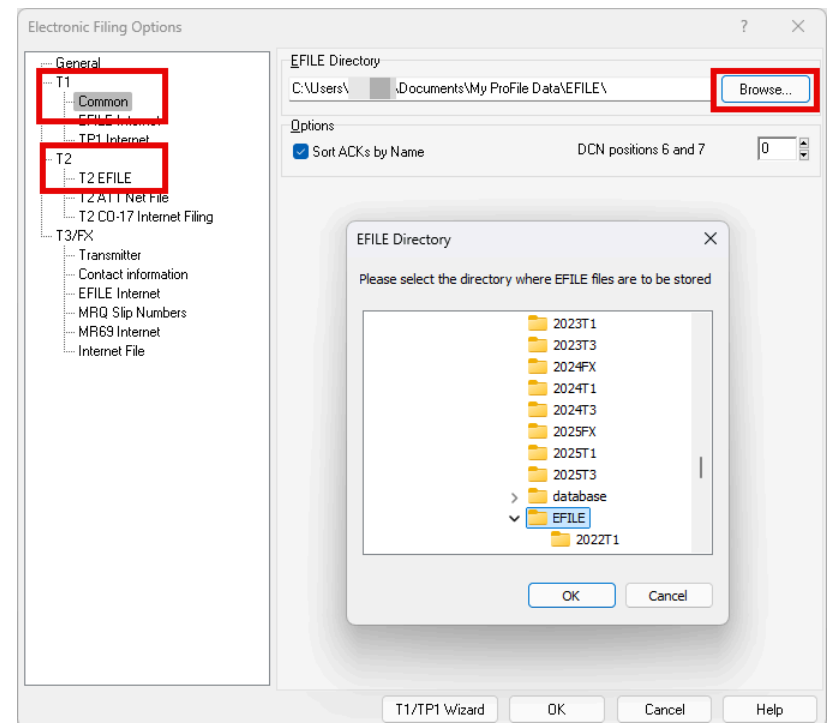 Electronic Filing Options
General
T1
Common
EFILE Internet
TP1 Internet
T2
T2 EFILE
T2 AT1 Net File
T2 CO-17 Internet Filing
T3/FX
Transmitter
Contact information
EFILE Internet
MRQ Slip Numbers
MR69 Internet
Internet File
EFILE Directory
C:\Users\ \Documents\My ProFile Data\EFILE\
Browse...
Options
Sort ACKs by Name
DCN positions 6 and 7
0
EFILE Directory
Please select the directory where EFILE files are to be stored
2023T1
2023T3
2024FX
2024T1
2024T3
2025FX
2025T1
2025T3
database
EFILE
2022T1
OK Cancel
T1/TP1 Wizard OK Cancel Help